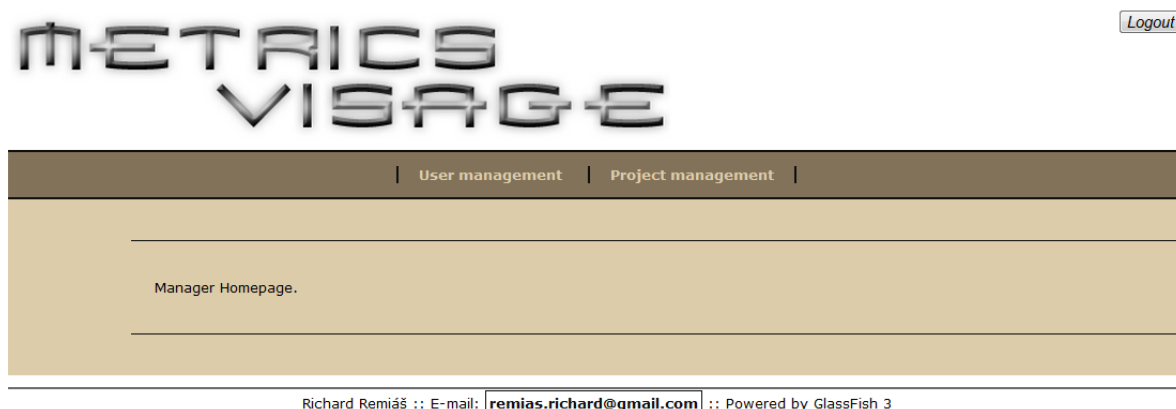 METRICS
VISAGE
Logout
| User management | Project management |
Manager Homepage.
Richard Remiáš :: E-mail: remias.richard@gmail.com :: Powered by GlassFish 3